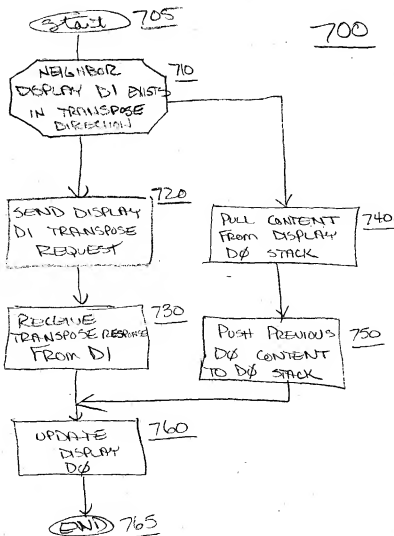 Start 705
700
NEIGHBOR
DISPLAY D1 EXISTS
IN TRANSPOSE
DIRECTION
710
SEND DISPLAY
D1 TRANSPOSE
REQUEST
720
PULL CONTENT
FROM DISPLAY
DØ STACK
740
RECEIVE
TRANSPOSE RESPONSE
FROM D1
730
PUSH PREVIOUS
DØ CONTENT
TO DØ STACK
750
UPDATE
DISPLAY
DØ
760
END 765